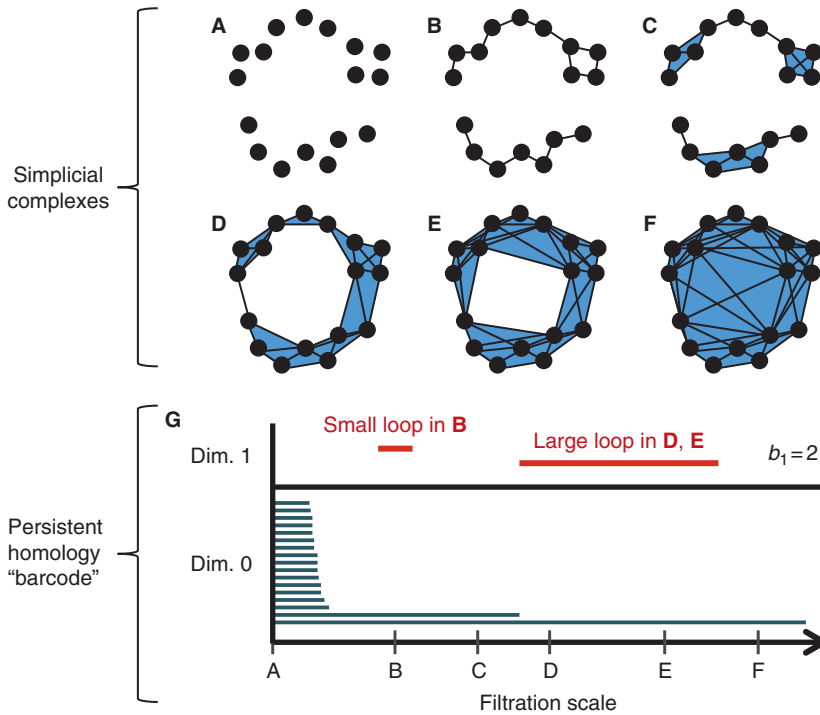 A
B
C
Simplicial
complexes
D
E
F
G
Small loop in B
Large loop in D, E
Dim. 1
b₁ = 2
Persistent
homology
“barcode”
Dim. 0
A B C D E F
Filtration scale